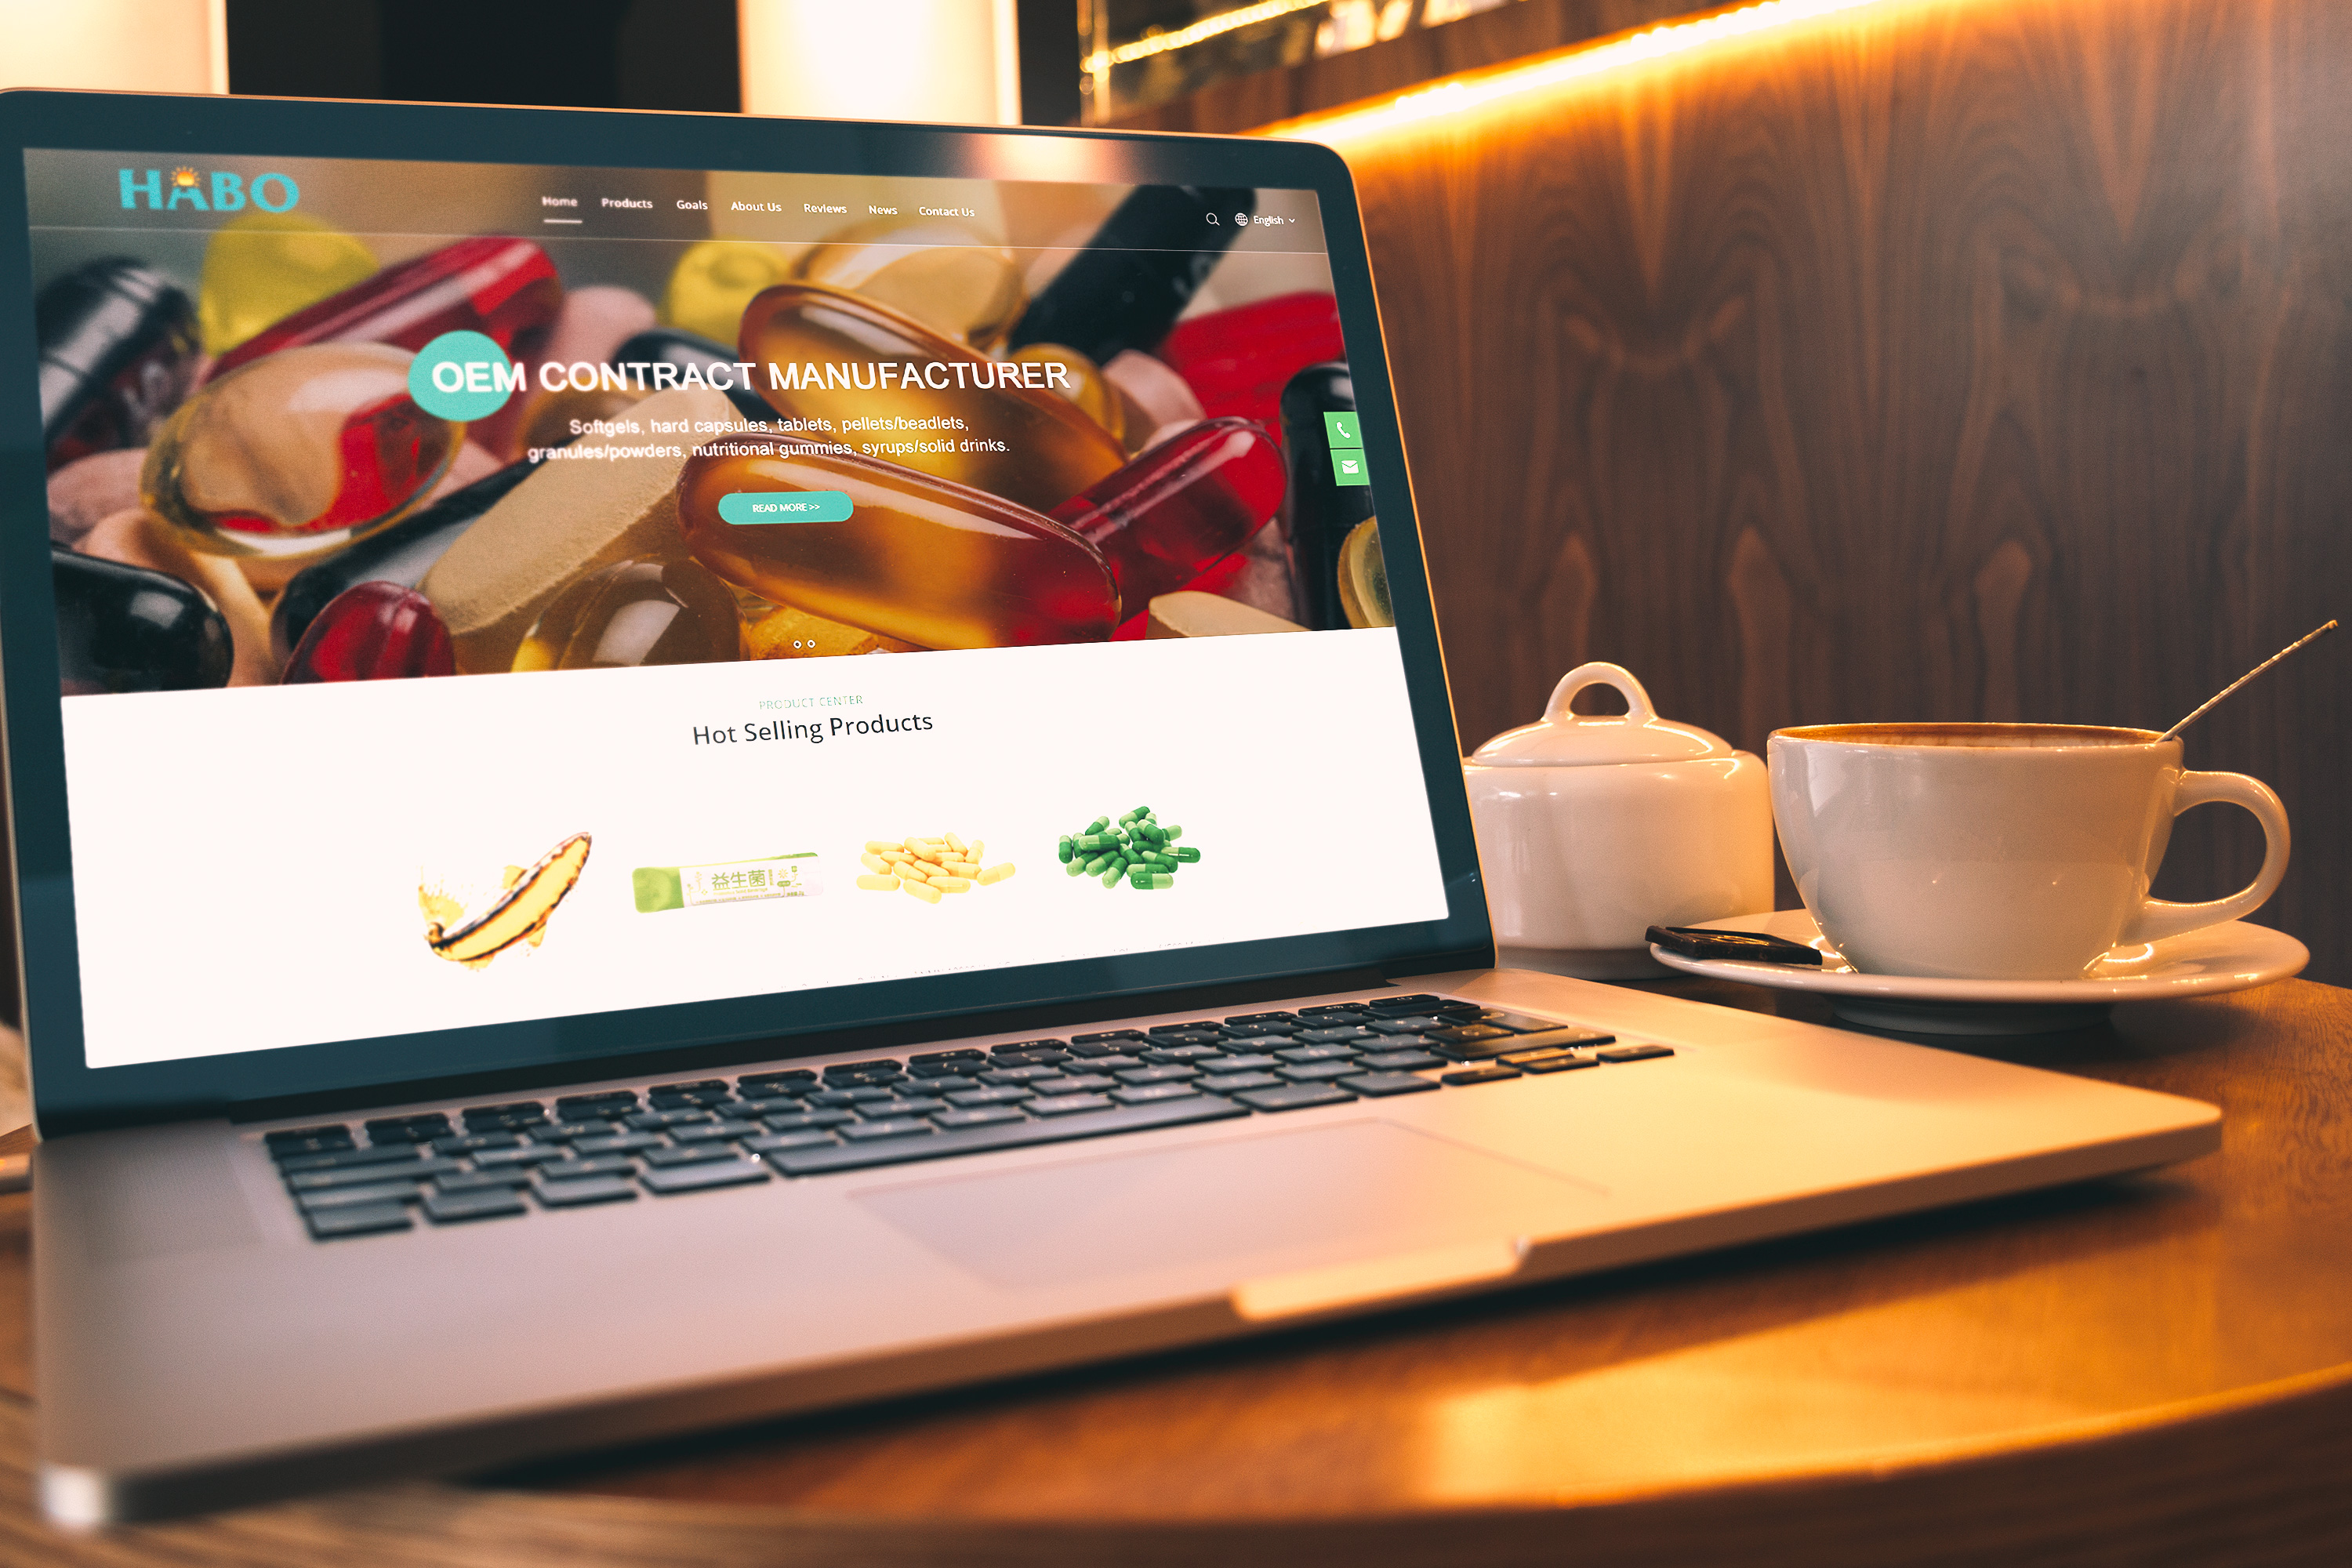 HABO
Home Products Goals About Us Reviews News Contact Us
English
OEM CONTRACT MANUFACTURER
Softgels, hard capsules, tablets, pellets/beadlets,
granules/powders, nutritional gummies, syrups/solid drinks.
READ MORE >>
PRODUCT CENTER
Hot Selling Products
益生菌